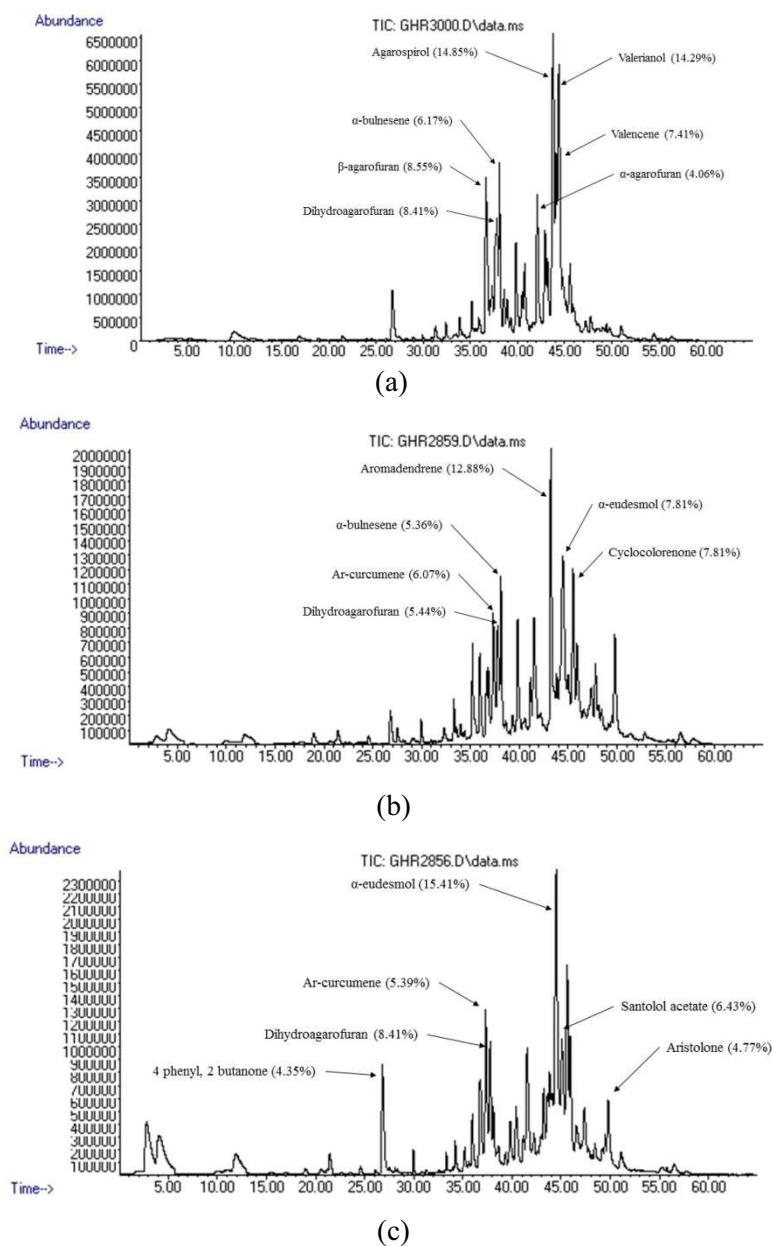 Abundance
TIC: GHR3000.D\data.ms
6500000
6000000
5500000
5000000
4500000
4000000
3500000
3000000
2500000
2000000
1500000
1000000
500000
0
Agarospirol (14.85%)
Valerianol (14.29%)
α-bulnesene (6.17%)
Valencene (7.41%)
β-agarofuran (8.55%)
α-agarofuran (4.06%)
Dihydroagarofuran (8.41%)
5.00 10.00 15.00 20.00 25.00 30.00 35.00 40.00 45.00 50.00 55.00 60.00
Time-->
(a)
Abundance
TIC: GHR2859.D\data.ms
2000000
1900000
1800000
1700000
1600000
1500000
1400000
1300000
1200000
1100000
1000000
900000
800000
700000
600000
500000
400000
300000
200000
100000
Aromadendrene (12.88%)
α-eudesmol (7.81%)
α-bulnesene (5.36%)
Cyclocolorenone (7.81%)
Ar-curcumene (6.07%)
Dihydroagarofuran (5.44%)
5.00 10.00 15.00 20.00 25.00 30.00 35.00 40.00 45.00 50.00 55.00 60.00
Time-->
(b)
Abundance
TIC: GHR2856.D\data.ms
2300000
2200000
2100000
2000000
1900000
1800000
1700000
1600000
1500000
1400000
1300000
1200000
1100000
1000000
900000
800000
700000
600000
500000
400000
300000
200000
100000
α-eudesmol (15.41%)
Ar-curcumene (5.39%)
Santolol acetate (6.43%)
Dihydroagarofuran (8.41%)
Aristolone (4.77%)
4 phenyl, 2 butanone (4.35%)
5.00 10.00 15.00 20.00 25.00 30.00 35.00 40.00 45.00 50.00 55.00 60.00
Time-->
(c)